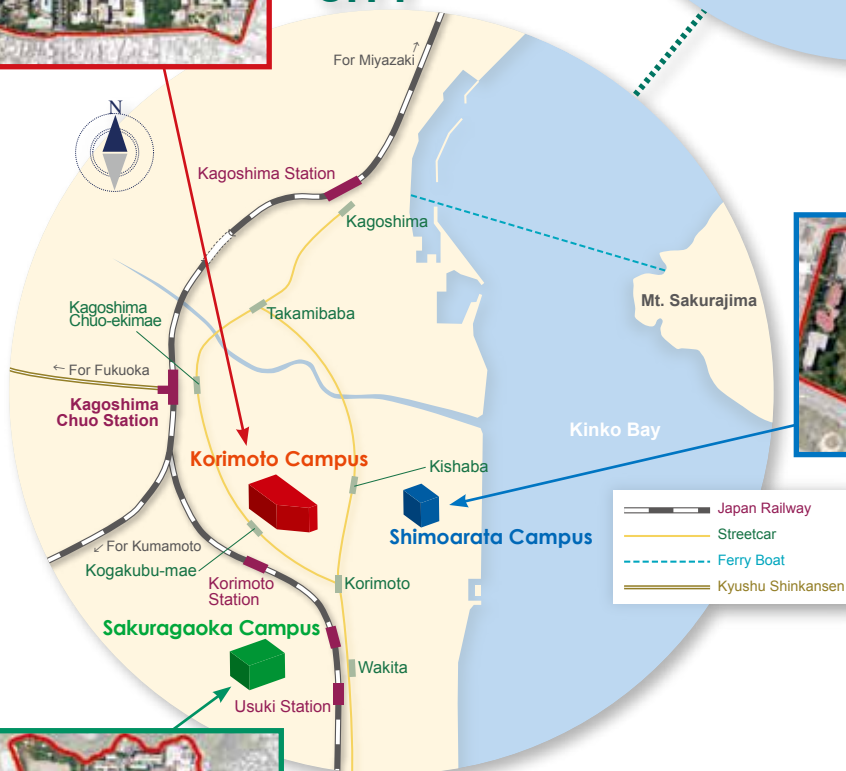 For Miyazaki
N
Kagoshima Station
Kagoshima
Mt. Sakurajima
Kagoshima
Chuo-ekimae
Takamibaba
← For Fukuoka
Kagoshima
Chuo Station
Kinko Bay
Korimoto Campus
Kishaba
Shimoarata Campus
Japan Railway
Streetcar
Ferry Boat
Kyushu Shinkansen
For Kumamoto
Kogakubu-mae
Korimoto
Station
Korimoto
Sakuragaoka Campus
Wakita
Usuki Station